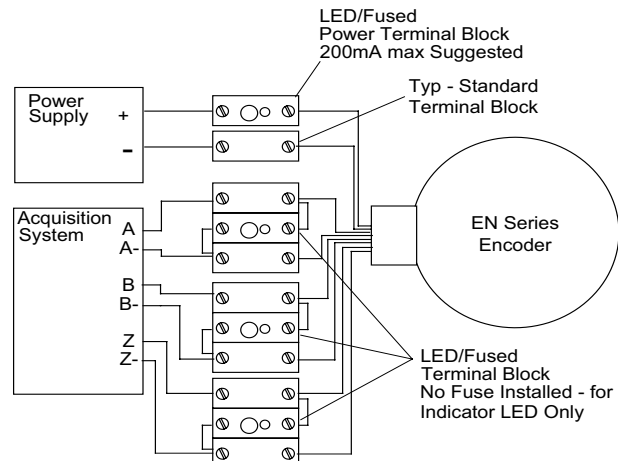 LED/Fused
Power Terminal Block
200mA max Suggested
Typ - Standard
Terminal Block
Power
Supply
+
-
Acquisition
System
A
A-
B
B-
Z
Z-
EN Series
Encoder
LED/Fused
Terminal Block
No Fuse Installed - for
Indicator LED Only